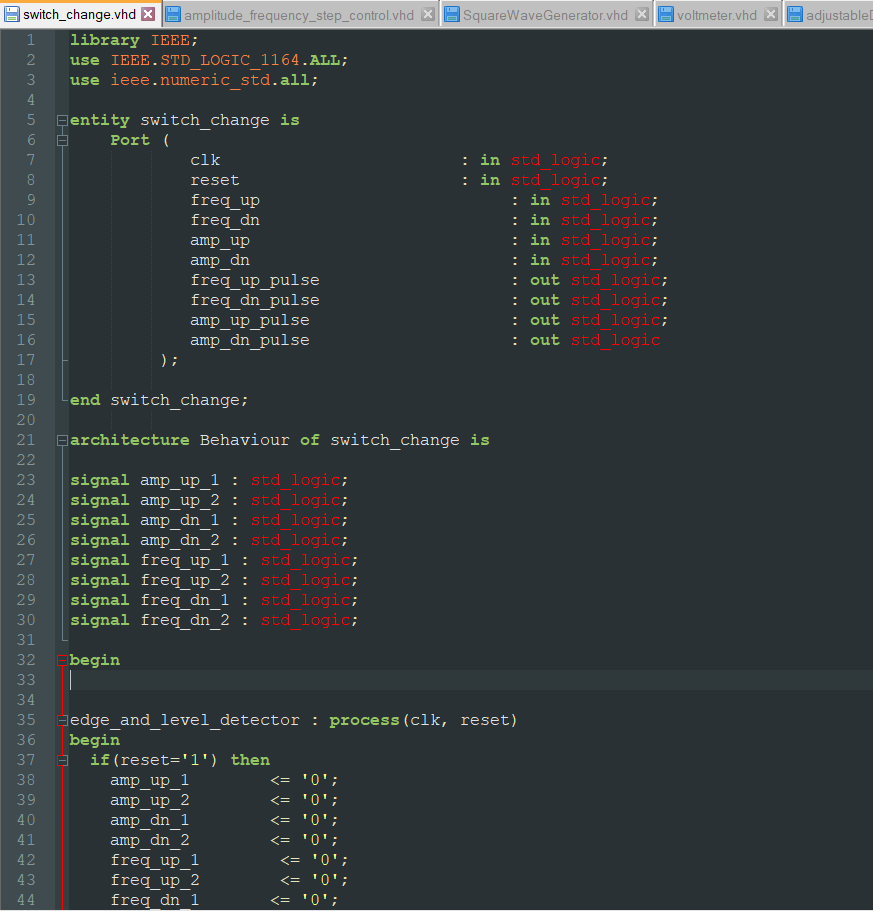 switch_change.vhd amplitude_frequency_step_control.vhd SquareWaveGenerator.vhd voltmeter.vhd
1 library IEEE;
2 use IEEE.STD_LOGIC_1164.ALL;
3 use ieee.numeric_std.all;
4
5 entity switch_change is
6 Port (
7 clk : in std_logic;
8 reset : in std_logic;
9 freq_up : in std_logic;
10 freq_dn : in std_logic;
11 amp_up : in std_logic;
12 amp_dn : in std_logic;
13 freq_up_pulse : out std_logic;
14 freq_dn_pulse : out std_logic;
15 amp_up_pulse : out std_logic;
16 amp_dn_pulse : out std_logic
17 );
18
19 end switch_change;
20
21 architecture Behaviour of switch_change is
22
23 signal amp_up_1 : std_logic;
24 signal amp_up_2 : std_logic;
25 signal amp_dn_1 : std_logic;
26 signal amp_dn_2 : std_logic;
27 signal freq_up_1 : std_logic;
28 signal freq_up_2 : std_logic;
29 signal freq_dn_1 : std_logic;
30 signal freq_dn_2 : std_logic;
31
32 begin
33
34
35 edge_and_level_detector : process(clk, reset)
36 begin
37 if(reset='1') then
38 amp_up_1 <= '0';
39 amp_up_2 <= '0';
40 amp_dn_1 <= '0';
41 amp_dn_2 <= '0';
42 freq_up_1 <= '0';
43 freq_up_2 <= '0';
44 freq_dn_1 <= '0';